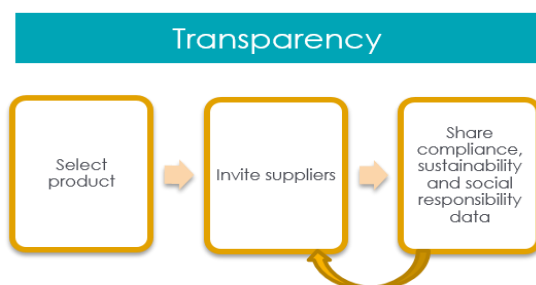 Transparency
Select
product
Invite suppliers
Share
compliance,
sustainability
and social
responsibility
data